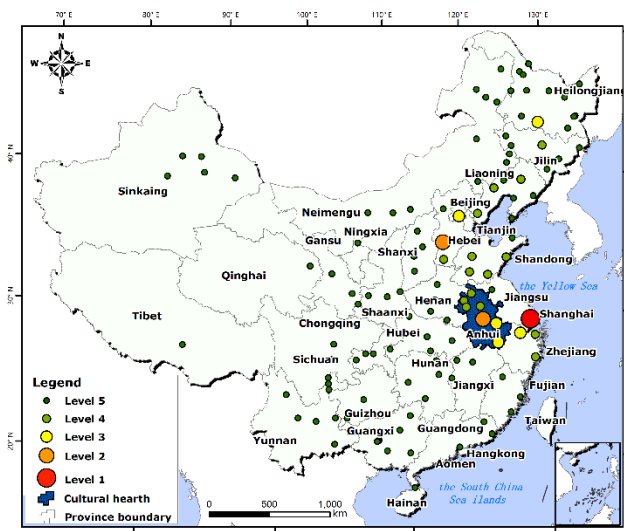 70°E 80°E 90°E 100°E 110°E 120°E 130°E
N
W E
S
Heilongjiang
40°N
Jilin
Liaoning
Sinkaing
Beijing
Neimengu
Tianjin
Ningxia
Gansu
Hebei
Shanxi
Shandong
Qinghai
the Yellow Sea
30°N
Henan
Jiangsu
Shaanxi
Shanghai
Tibet
Chongqing
Anhui
Hubei
Zhejiang
Sichuan
Hunan
Legend
Jiangxi
Fujian
Level 5
Level 4
Guizhou
Taiwan
Level 3
Guangxi
Guangdong
20°N
Yunnan
Level 2
Hangkong
Aomen
Level 1
the South China
Sea ilands
Cultural hearth
Hainan
Province boundary
0 500 1,000
km